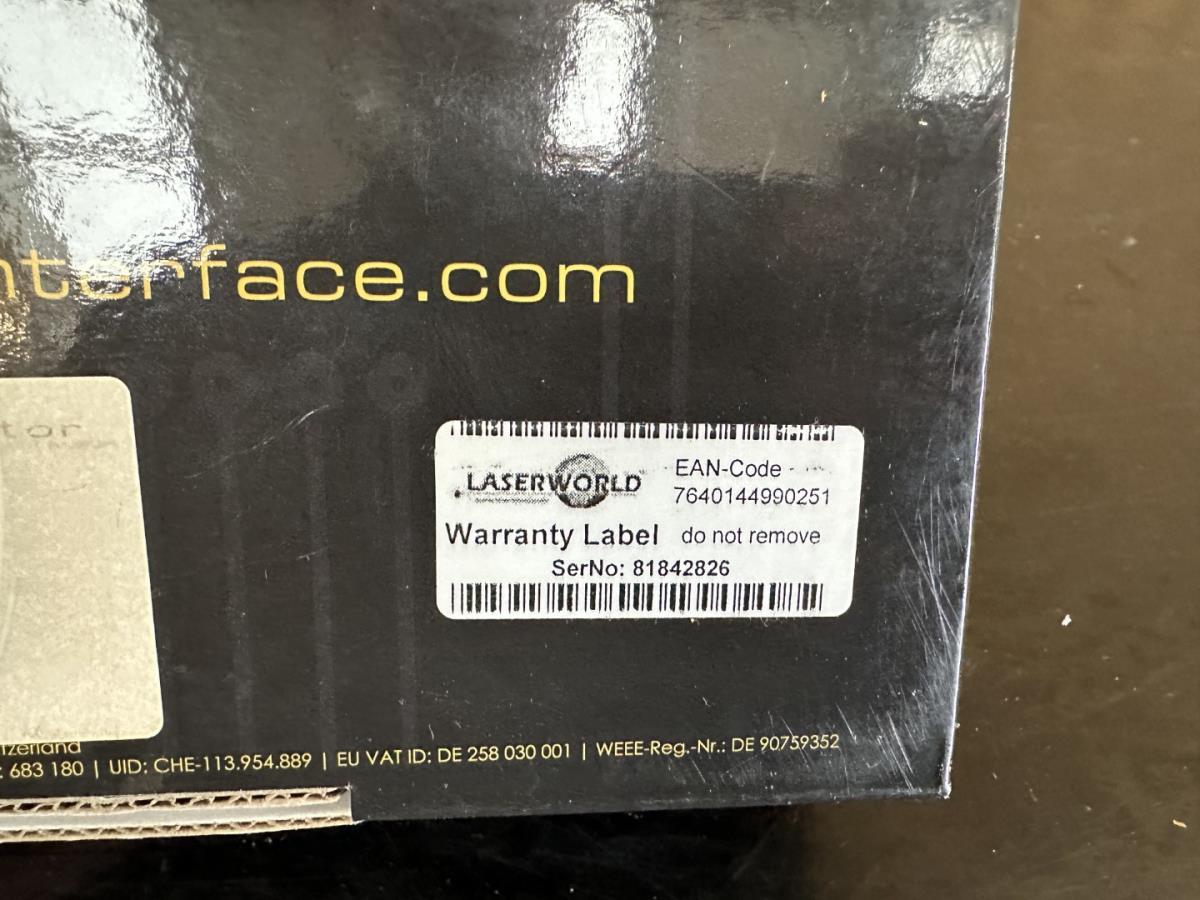 nterface.com
tor
LASERWORLD
EAN-Code
7640144990251
Warranty Label do not remove
SerNo: 81842826
tzerland
: 683 180 | UID: CHE-113.954.889 | EU VAT ID: DE 258 030 001 | WEEE-Reg.-Nr.: DE 90759352